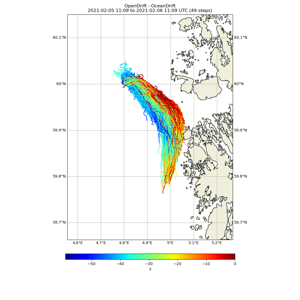 OpenDrift - OceanDrift
2021-02-05 11:09 to 2021-02-06 11:09 UTC (49 steps)
60.1°N 60.1°N
60°N 60°N
59.9°N 59.9°N
59.8°N 59.8°N
59.7°N 59.7°N
4.6°E 4.7°E 4.8°E 4.9°E 5°E 5.1°E 5.2°E
−50 −40 −30 −20 −10 0
z